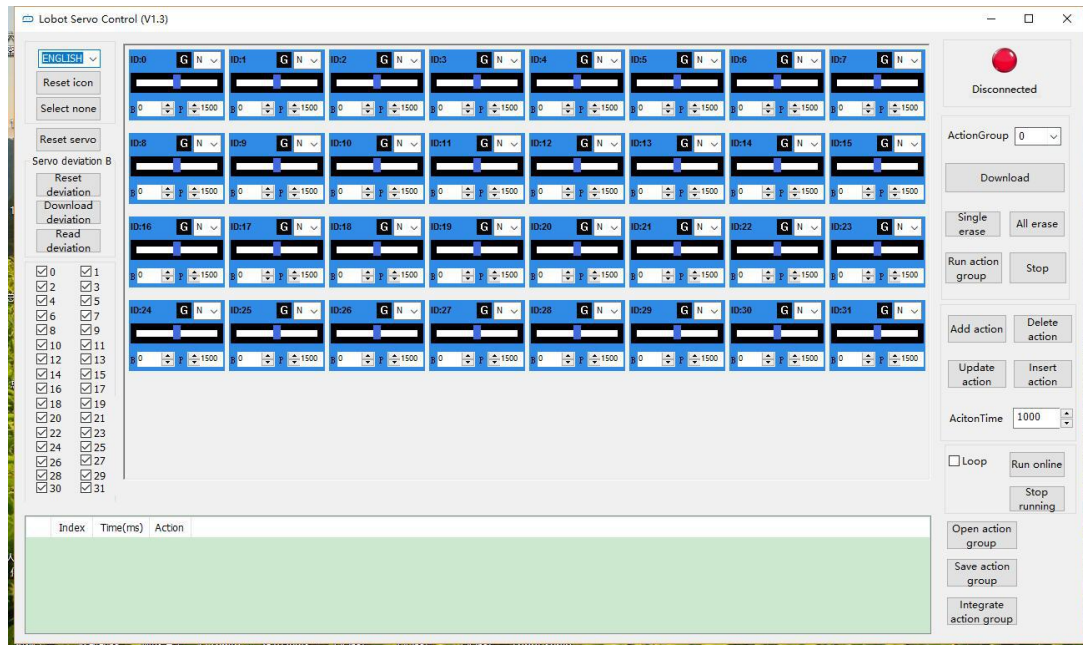 Lobot Servo Control (V1.3)
ENGLISH
Reset icon
Select none
Reset servo
Servo deviation B
Reset
deviation
Download
deviation
Read
deviation
0 1
2 3
4 5
6 7
8 9
10 11
12 13
14 15
16 17
18 19
20 21
22 23
24 25
26 27
28 29
30 31
ID:0 G N ID:1 G N ID:2 G N ID:3 G N ID:4 G N ID:5 G N ID:6 G N ID:7 G N
B 0 P 1500 B 0 P 1500 B 0 P 1500 B 0 P 1500 B 0 P 1500 B 0 P 1500 B 0 P 1500 B 0 P 1500
ID:8 G N ID:9 G N ID:10 G N ID:11 G N ID:12 G N ID:13 G N ID:14 G N ID:15 G N
B 0 P 1500 B 0 P 1500 B 0 P 1500 B 0 P 1500 B 0 P 1500 B 0 P 1500 B 0 P 1500 B 0 P 1500
ID:16 G N ID:17 G N ID:18 G N ID:19 G N ID:20 G N ID:21 G N ID:22 G N ID:23 G N
B 0 P 1500 B 0 P 1500 B 0 P 1500 B 0 P 1500 B 0 P 1500 B 0 P 1500 B 0 P 1500 B 0 P 1500
ID:24 G N ID:25 G N ID:26 G N ID:27 G N ID:28 G N ID:29 G N ID:30 G N ID:31 G N
B 0 P 1500 B 0 P 1500 B 0 P 1500 B 0 P 1500 B 0 P 1500 B 0 P 1500 B 0 P 1500 B 0 P 1500
Disconnected
ActionGroup 0
Download
Single
erase
All erase
Run action
group
Stop
Add action
Delete
action
Update
action
Insert
action
AcitonTime 1000
Loop
Run online
Stop
running
Open action
group
Save action
group
Integrate
action group
Index Time(ms) Action